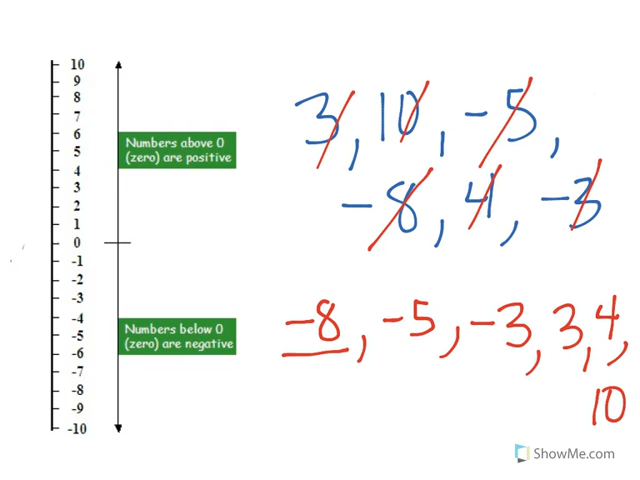 10
9
8
7
6
5
4
3
2
1
0
-1
-2
-3
-4
-5
-6
-7
-8
-9
-10
Numbers above 0
(zero) are positive
Numbers below 0
(zero) are negative
3, 10, -5,
-8, 4, -3
-8, -5, -3, 3, 4,
10
ShowMe.com